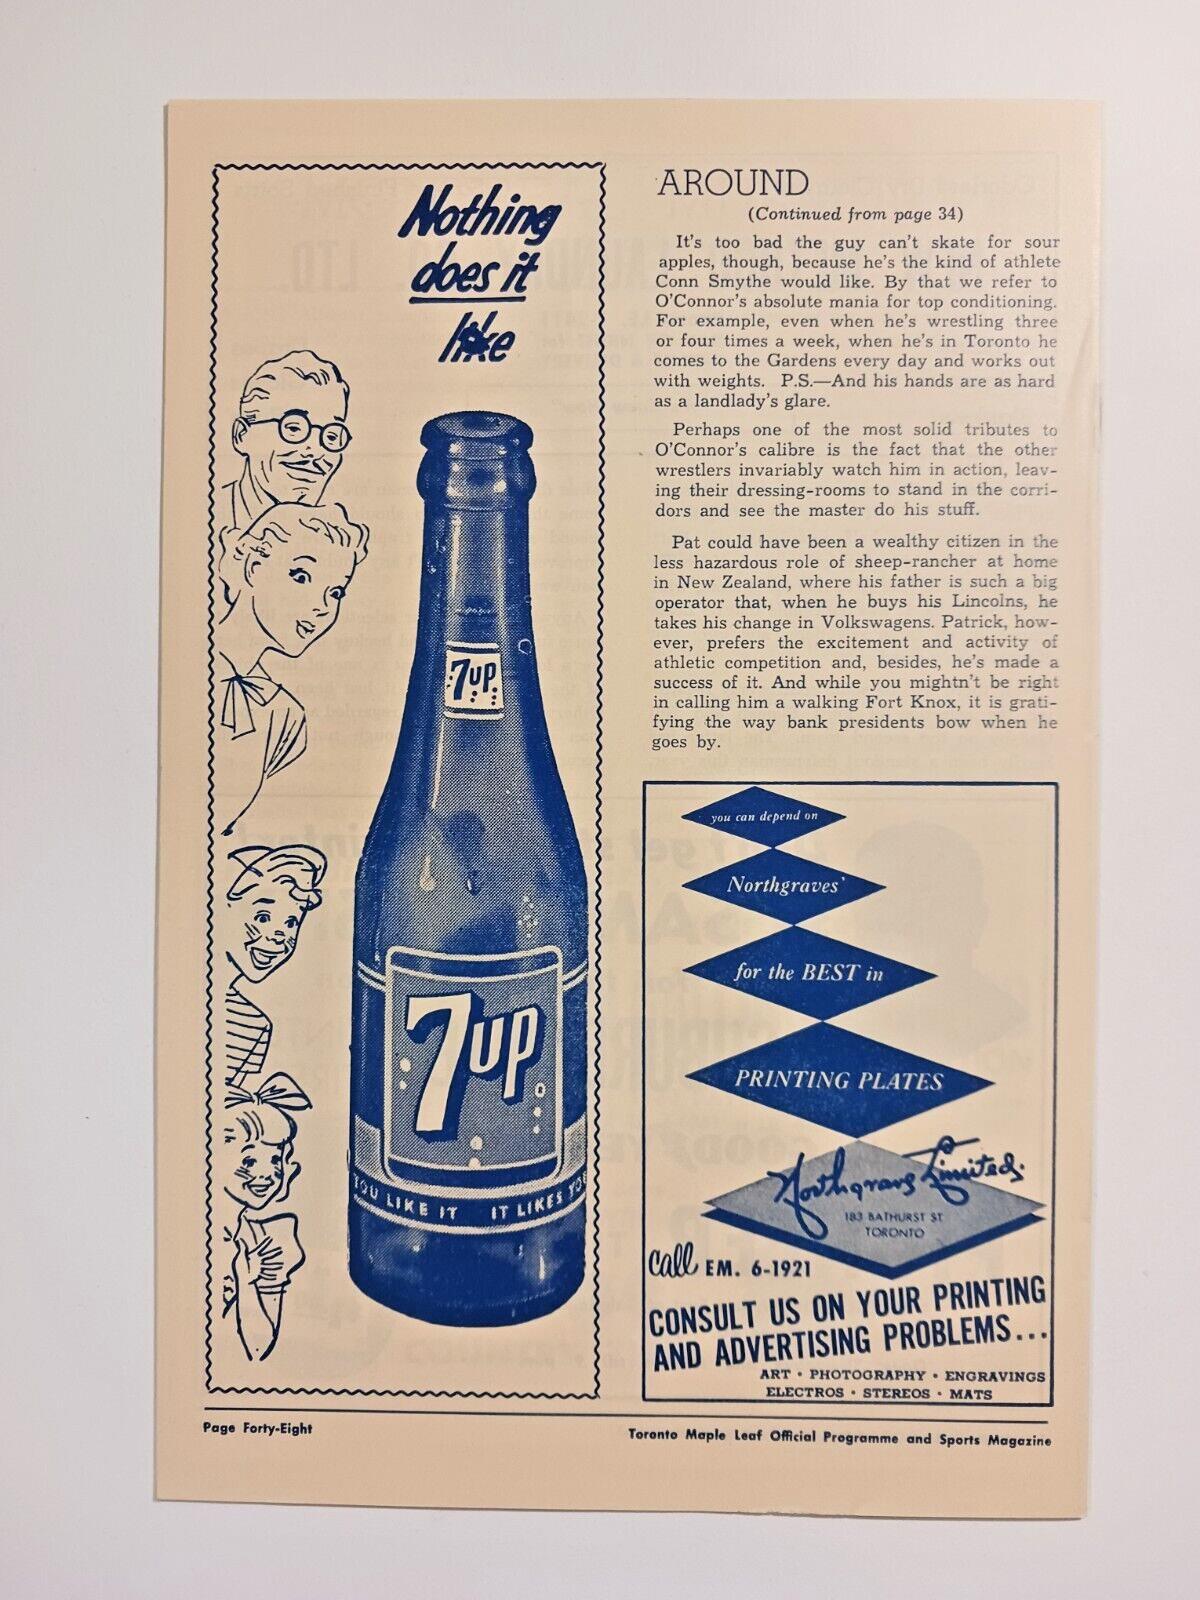 Nothing
does it
like
7up
7up
YOU LIKE IT IT LIKES YOU
AROUND
(Continued from page 34)
It's too bad the guy can't skate for sour
apples, though, because he's the kind of athlete
Conn Smythe would like. By that we refer to
O'Connor's absolute mania for top conditioning.
For example, even when he's wrestling three
or four times a week, when he's in Toronto he
comes to the Gardens every day and works out
with weights. P.S.—And his hands are as hard
as a landlady's glare.
Perhaps one of the most solid tributes to
O'Connor's calibre is the fact that the other
wrestlers invariably watch him in action, leav-
ing their dressing-rooms to stand in the corri-
dors and see the master do his stuff.
Pat could have been a wealthy citizen in the
less hazardous role of sheep-rancher at home
in New Zealand, where his father is such a big
operator that, when he buys his Lincolns, he
takes his change in Volkswagens. Patrick, how-
ever, prefers the excitement and activity of
athletic competition and, besides, he's made a
success of it. And while you mightn't be right
in calling him a walking Fort Knox, it is grati-
fying the way bank presidents bow when he
goes by.
you can depend on
Northgraves'
for the BEST in
PRINTING PLATES
Northgraves Limited.
183 BATHURST ST
TORONTO
call EM. 6-1921
CONSULT US ON YOUR PRINTING
AND ADVERTISING PROBLEMS...
ART • PHOTOGRAPHY • ENGRAVINGS
ELECTROS • STEREOS • MATS
Page Forty-Eight
Toronto Maple Leaf Official Programme and Sports Magazine